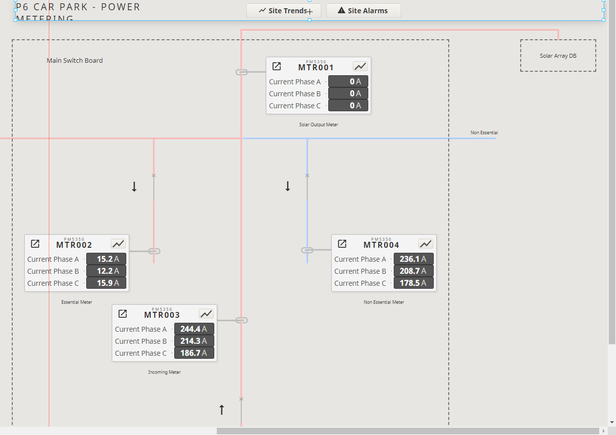 P6 CAR PARK - POWER
METERING
Site Trends
Site Alarms
Main Switch Board
Solar Array DB
PM5350
MTR001
Current Phase A 0 A
Current Phase B 0 A
Current Phase C 0 A
Solar Output Meter
Non Essential
PM5350
MTR002
Current Phase A 15.2 A
Current Phase B 12.2 A
Current Phase C 15.9 A
Essential Meter
PM5350
MTR004
Current Phase A 236.1 A
Current Phase B 208.7 A
Current Phase C 178.5 A
Non Essential Meter
PM5350
MTR003
Current Phase A 244.4 A
Current Phase B 214.3 A
Current Phase C 186.7 A
Incoming Meter